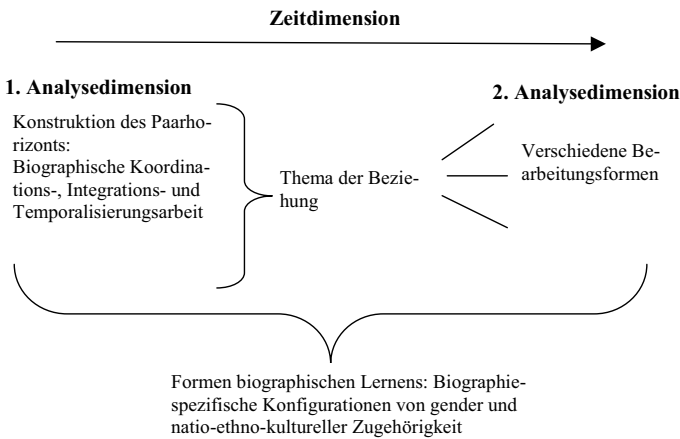 Zeitdimension
1. Analysedimension
Konstruktion des Paarho-
rizonts:
Biographische Koordina-
tions-, Integrations- und
Temporalisierungsarbeit
Thema der Bezie-
hung
2. Analysedimension
Verschiedene Be-
arbeitungsformen
Formen biographischen Lernens: Biographie-
spezifische Konfigurationen von gender und
natio-ethno-kultureller Zugehörigkeit